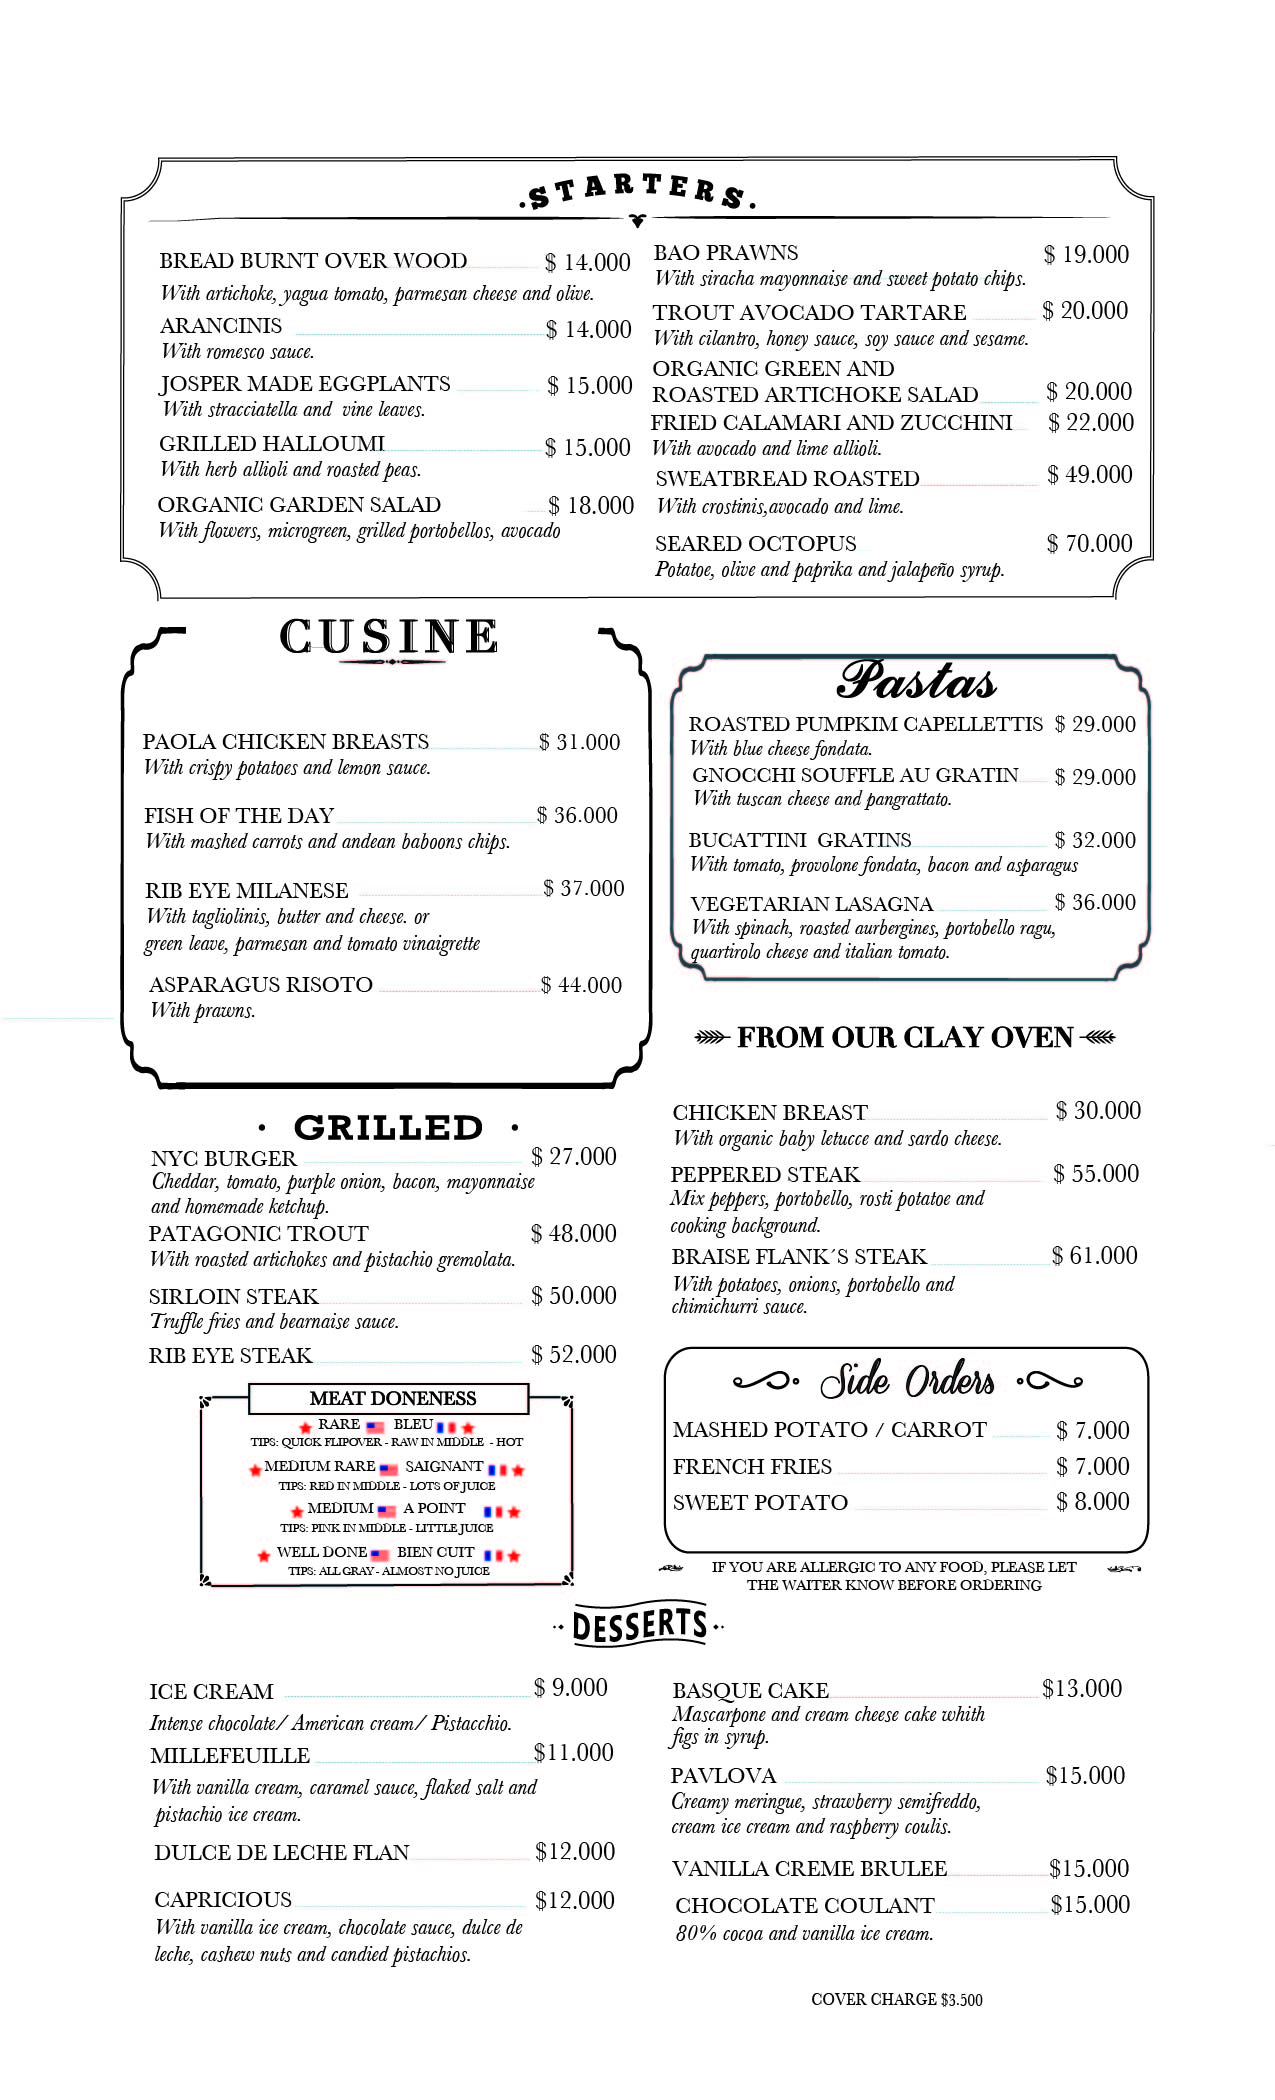 ·STARTERS·
BREAD BURNT OVER WOOD $ 14.000
With artichoke, yagua tomato, parmesan cheese and olive.
ARANCINIS $ 14.000
With romesco sauce.
JOSPER MADE EGGPLANTS $ 15.000
With stracciatella and vine leaves.
GRILLED HALLOUMI $ 15.000
With herb allioli and roasted peas.
ORGANIC GARDEN SALAD $ 18.000
With flowers, microgreen, grilled portobellos, avocado
BAO PRAWNS $ 19.000
With siracha mayonnaise and sweet potato chips.
TROUT AVOCADO TARTARE $ 20.000
With cilantro, honey sauce, soy sauce and sesame.
ORGANIC GREEN AND
ROASTED ARTICHOKE SALAD $ 20.000
FRIED CALAMARI AND ZUCCHINI $ 22.000
With avocado and lime allioli.
SWEATBREAD ROASTED $ 49.000
With crostinis,avocado and lime.
SEARED OCTOPUS $ 70.000
Potatoe, olive and paprika and jalapeño syrup.
CUSINE
PAOLA CHICKEN BREASTS $ 31.000
With crispy potatoes and lemon sauce.
FISH OF THE DAY $ 36.000
With mashed carrots and andean baboons chips.
RIB EYE MILANESE $ 37.000
With tagliolinis, butter and cheese. or
green leave, parmesan and tomato vinaigrette
ASPARAGUS RISOTO $ 44.000
With prawns.
Pastas
ROASTED PUMPKIM CAPELLETTIS $ 29.000
With blue cheese fondata.
GNOCCHI SOUFFLE AU GRATIN $ 29.000
With tuscan cheese and pangrattato.
BUCATTINI GRATINS $ 32.000
With tomato, provolone fondata, bacon and asparagus
VEGETARIAN LASAGNA $ 36.000
With spinach, roasted aurbergines, portobello ragu,
quartirolo cheese and italian tomato.
· GRILLED ·
NYC BURGER $ 27.000
Cheddar, tomato, purple onion, bacon, mayonnaise
and homemade ketchup.
PATAGONIC TROUT $ 48.000
With roasted artichokes and pistachio gremolata.
SIRLOIN STEAK $ 50.000
Truffle fries and bearnaise sauce.
RIB EYE STEAK $ 52.000
MEAT DONENESS
RARE BLEU
TIPS: QUICK FLIPOVER - RAW IN MIDDLE - HOT
MEDIUM RARE SAIGNANT
TIPS: RED IN MIDDLE - LOTS OF JUICE
MEDIUM A POINT
TIPS: PINK IN MIDDLE - LITTLE JUICE
WELL DONE BIEN CUIT
TIPS: ALL GRAY - ALMOST NO JUICE
FROM OUR CLAY OVEN
CHICKEN BREAST $ 30.000
With organic baby letucce and sardo cheese.
PEPPERED STEAK $ 55.000
Mix peppers, portobello, rosti potatoe and
cooking background.
BRAISE FLANK´S STEAK $ 61.000
With potatoes, onions, portobello and
chimichurri sauce.
Side Orders
MASHED POTATO / CARROT $ 7.000
FRENCH FRIES $ 7.000
SWEET POTATO $ 8.000
IF YOU ARE ALLERGIC TO ANY FOOD, PLEASE LET
THE WAITER KNOW BEFORE ORDERING
DESSERTS
ICE CREAM $ 9.000
Intense chocolate/ American cream/ Pistacchio.
MILLEFEUILLE $11.000
With vanilla cream, caramel sauce, flaked salt and
pistachio ice cream.
DULCE DE LECHE FLAN $12.000
CAPRICIOUS $12.000
With vanilla ice cream, chocolate sauce, dulce de
leche, cashew nuts and candied pistachios.
BASQUE CAKE $13.000
Mascarpone and cream cheese cake whith
figs in syrup.
PAVLOVA $15.000
Creamy meringue, strawberry semifreddo,
cream ice cream and raspberry coulis.
VANILLA CREME BRULEE $15.000
CHOCOLATE COULANT $15.000
80% cocoa and vanilla ice cream.
COVER CHARGE $3.500